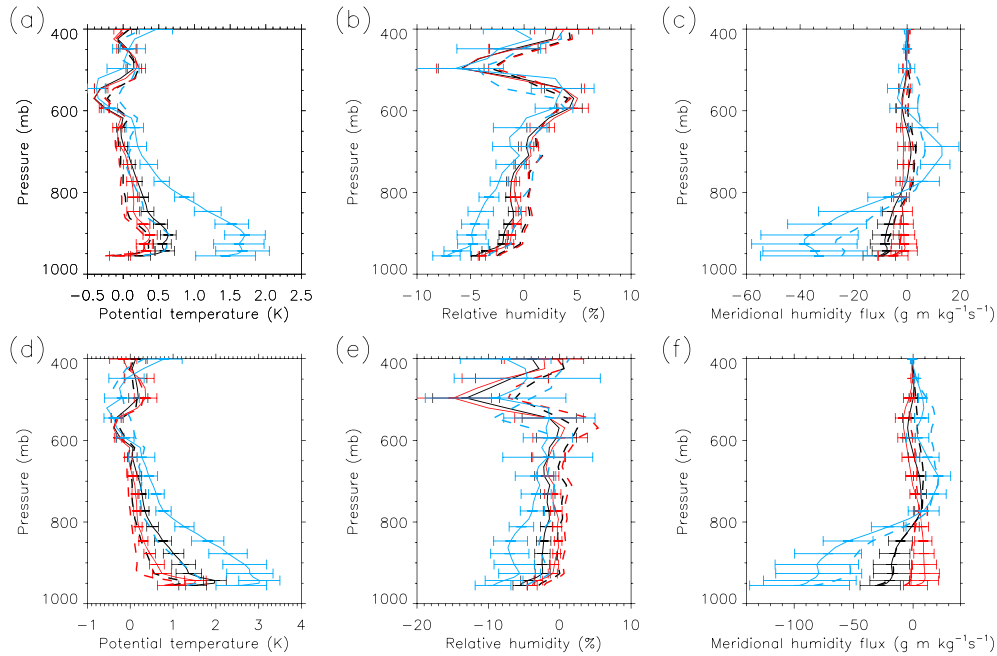 (a) (b) (c)
400 400 400
600 600 600
800 800 800
1000 1000 1000
Pressure (mb) Pressure (mb) Pressure (mb)
-0.5 0.0 0.5 1.0 1.5 2.0 2.5 -10 -5 0 5 10 -60 -40 -20 0 20
Potential temperature (K) Relative humidity (%) Meridional humidity flux (g m kg⁻¹s⁻¹)
(d) (e) (f)
400 400 400
600 600 600
800 800 800
1000 1000 1000
Pressure (mb) Pressure (mb) Pressure (mb)
-1 0 1 2 3 4 -20 -10 0 10 -100 -50 0
Potential temperature (K) Relative humidity (%) Meridional humidity flux (g m kg⁻¹s⁻¹)